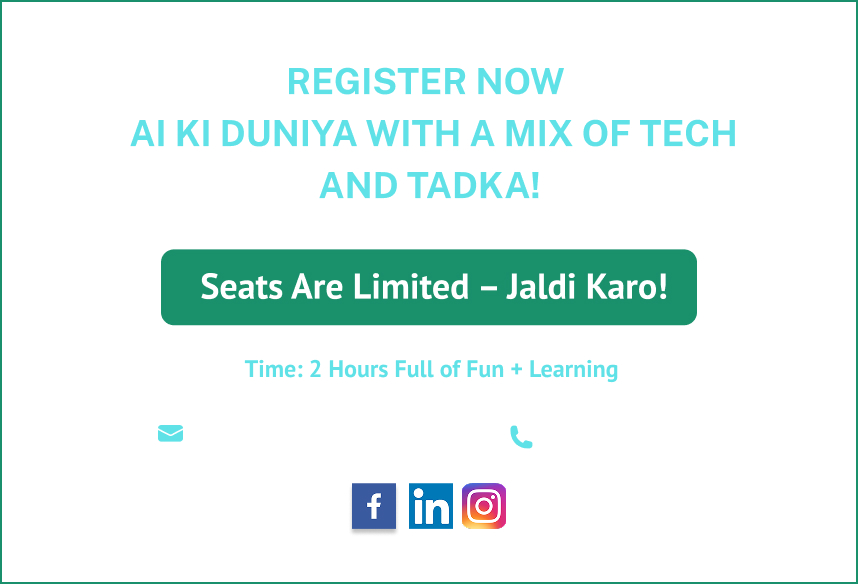 REGISTER NOW
AI KI DUNIYA WITH A MIX OF TECH
AND TADKA!
Seats Are Limited – Jaldi Karo!
Time: 2 Hours Full of Fun + Learning
f
in